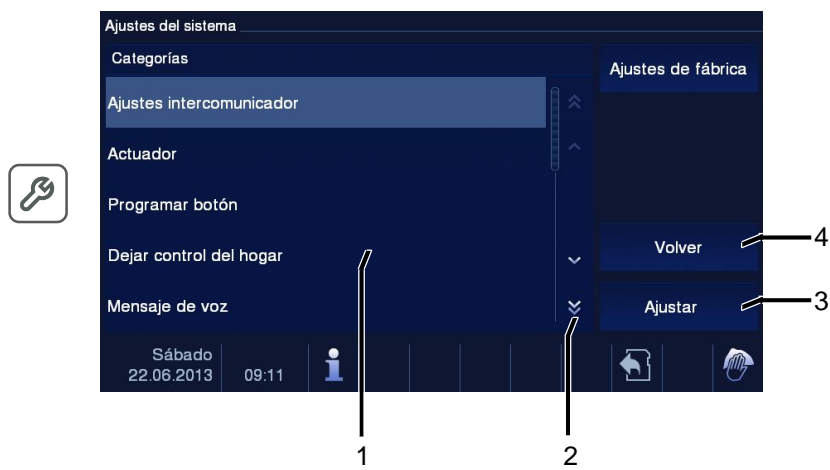 Ajustes del sistema
Categorías
Ajustes de fábrica
Ajustes intercomunicador
Actuador
Programar botón
Dejar control del hogar
Mensaje de voz
Volver
4
Ajustar
3
Sábado
22.06.2013
09:11
1
2